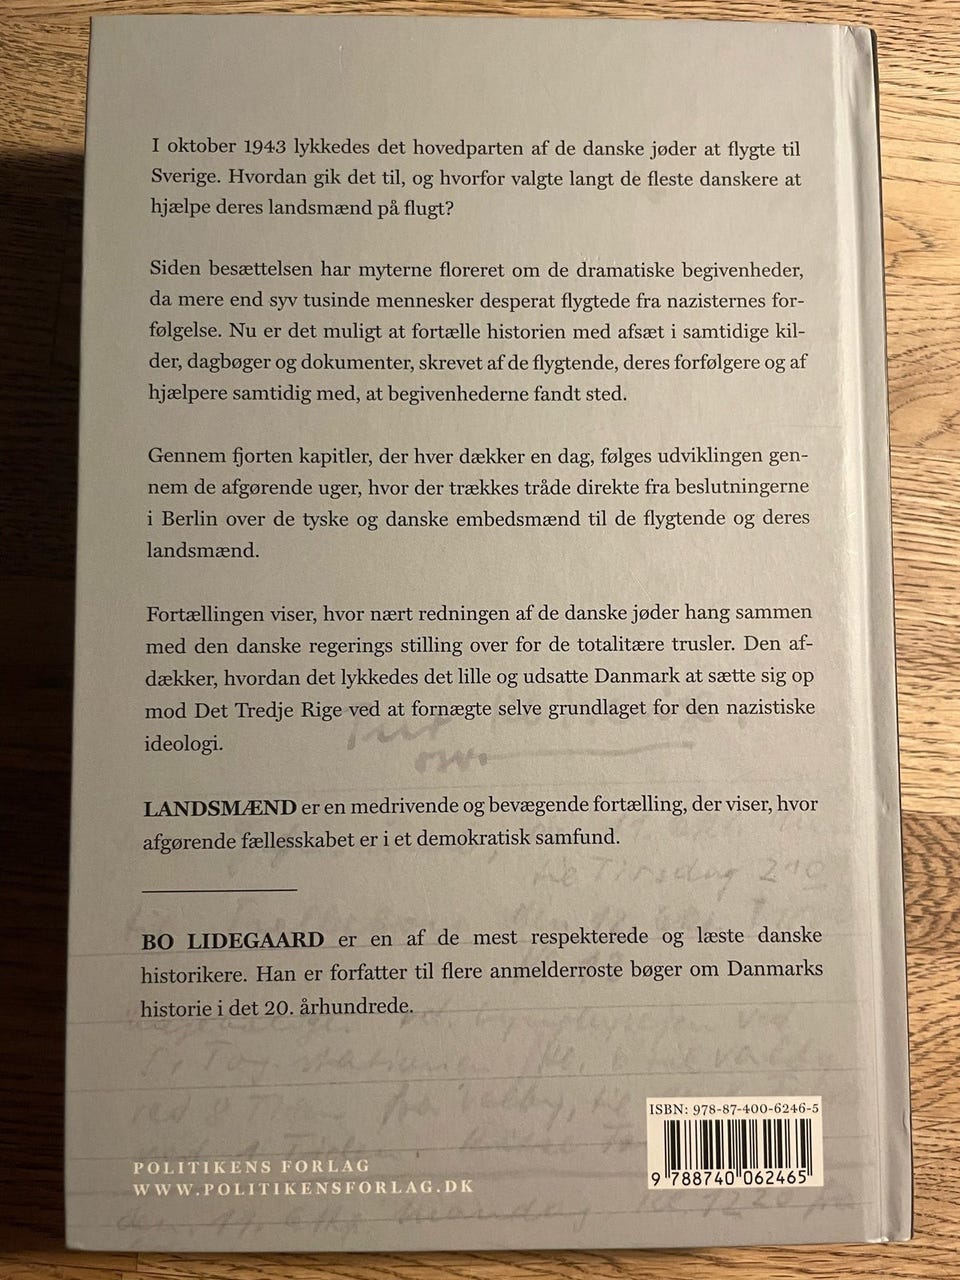 I oktober 1943 lykkedes det hovedparten af de danske jøder at flygte til
Sverige. Hvordan gik det til, og hvorfor valgte langt de fleste danskere at
hjælpe deres landsmænd på flugt?
Siden besættelsen har myterne floreret om de dramatiske begivenheder,
da mere end syv tusinde mennesker desperat flygtede fra nazisternes for-
følgelse. Nu er det muligt at fortælle historien med afsæt i samtidige kil-
der, dagbøger og dokumenter, skrevet af de flygtende, deres forfølgere og af
hjælpere samtidig med, at begivenhederne fandt sted.
Gennem fjorten kapitler, der hver dækker en dag, følges udviklingen gen-
nem de afgørende uger, hvor der trækkes tråde direkte fra beslutningerne
i Berlin over de tyske og danske embedsmænd til de flygtende og deres
landsmænd.
Fortællingen viser, hvor nært redningen af de danske jøder hang sammen
med den danske regerings stilling over for de totalitære trusler. Den af-
dækker, hvordan det lykkedes det lille og udsatte Danmark at sætte sig op
mod Det Tredje Rige ved at fornægte selve grundlaget for den nazistiske
ideologi.
LANDSMÆND er en medrivende og bevægende fortælling, der viser, hvor
afgørende fællesskabet er i et demokratisk samfund.
Tirsdag
BO LIDEGAARD er en af de mest respekterede og læste danske
historikere. Han er forfatter til flere anmelderroste bøger om Danmarks
historie i det 20. århundrede.
ISBN: 978-87-400-6246-5
9 788740 062465
POLITIKENS FORLAG
WWW.POLITIKENSFORLAG.DK